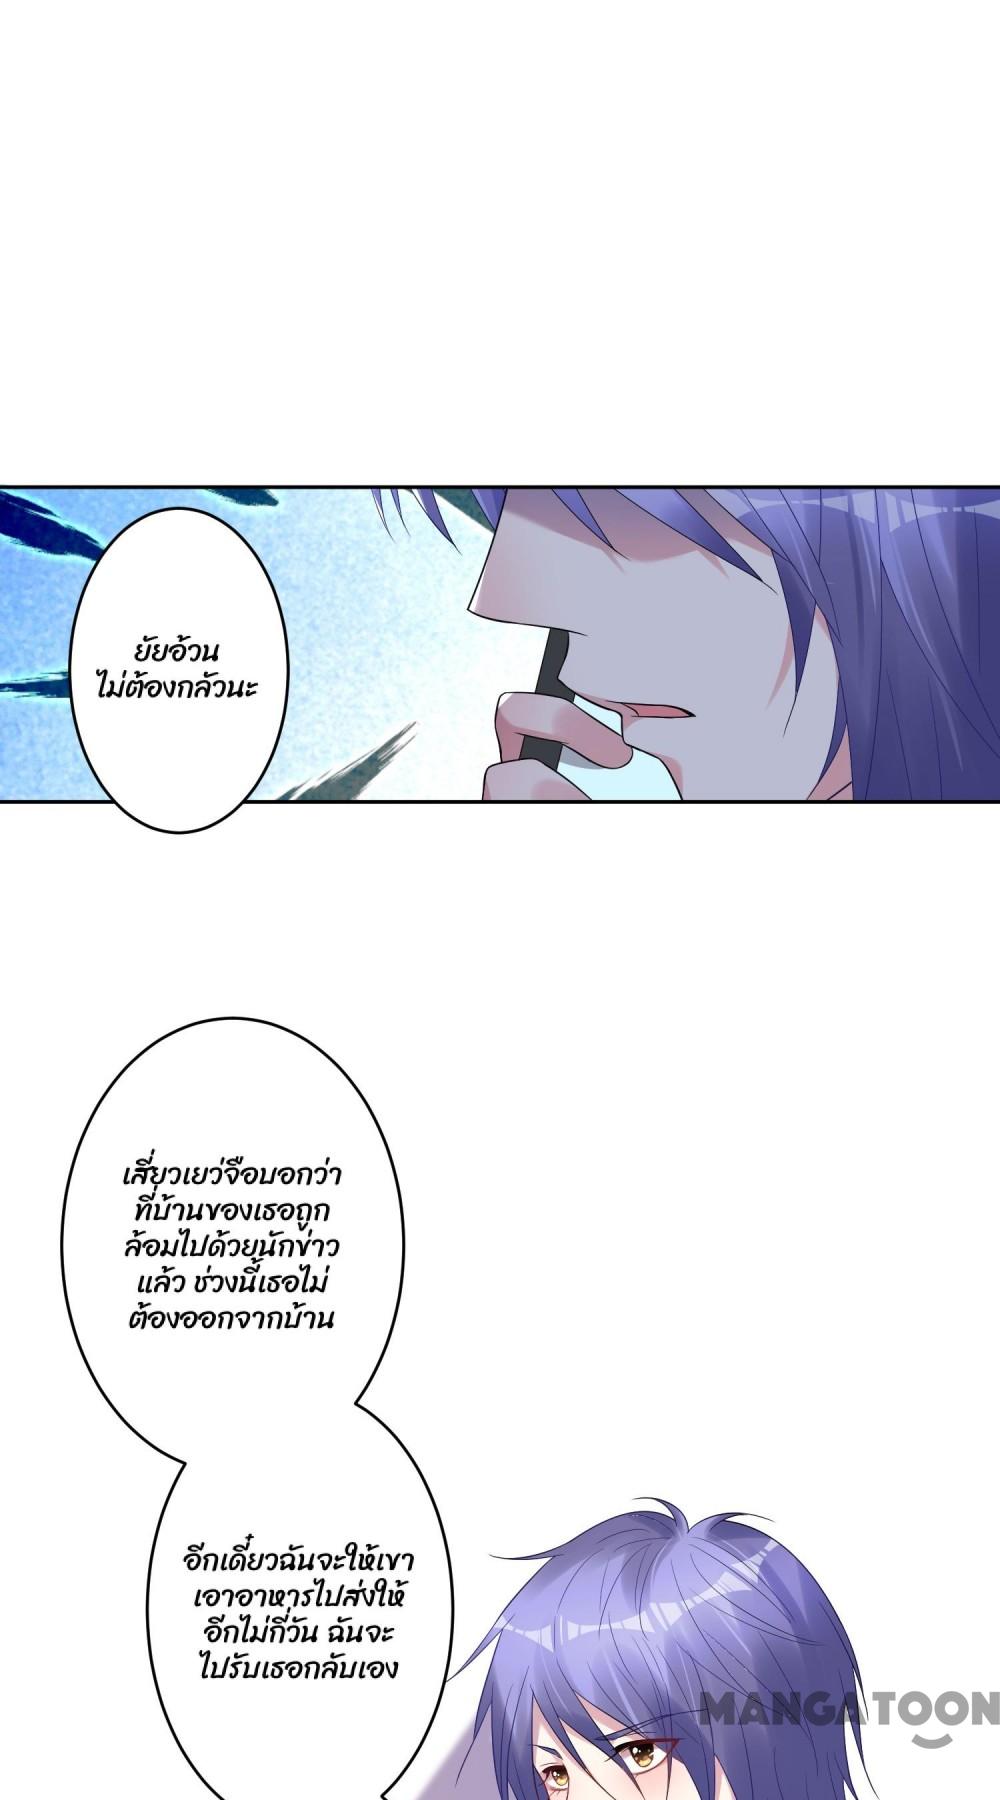 ยัยอ้วน
ไม่ต้องกลัวนะ
เสี่ยวเยว่จือบอกว่า
ที่บ้านของเธอถูก
ล้อมไปด้วยนักข่าว
แล้ว ช่วงนี้เธอไม่
ต้องออกจากบ้าน
อีกเดี๋ยวฉันจะให้เขา
เอาอาหารไปส่งให้
อีกไม่กี่วัน ฉันจะ
ไปรับเธอกลับเอง
MANGATOON